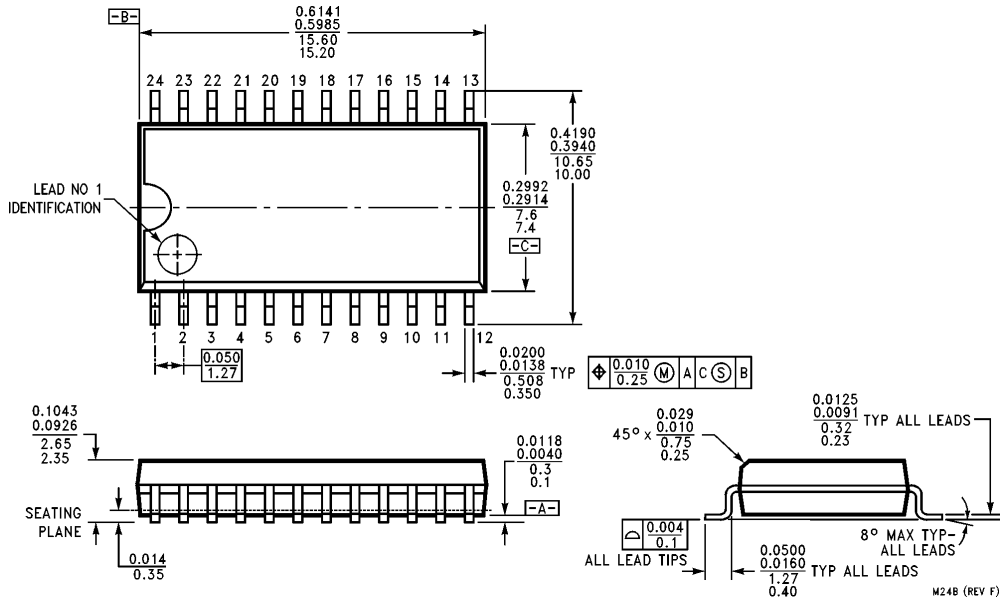 -B-
0.6141
0.5985
15.60
15.20
24 23 22 21 20 19 18 17 16 15 14 13
0.4190
0.3940
10.65
10.00
LEAD NO 1
IDENTIFICATION
0.2992
0.2914
7.6
7.4
-C-
1 2 3 4 5 6 7 8 9 10 11 12
0.050
1.27
0.0200
0.0138
0.508
0.350
TYP
⌖ 0.010 Ⓜ A C Ⓢ B
0.25
0.1043
0.0926
2.65
2.35
0.0118
0.0040
0.3
0.1
-A-
SEATING
PLANE
0.014
0.35
45° x
0.029
0.010
0.75
0.25
0.0125
0.0091
0.32
0.23
TYP ALL LEADS
0.004
0.1
ALL LEAD TIPS
0.0500
0.0160
1.27
0.40
TYP ALL LEADS
8° MAX TYP-
ALL LEADS
M24B (REV F)